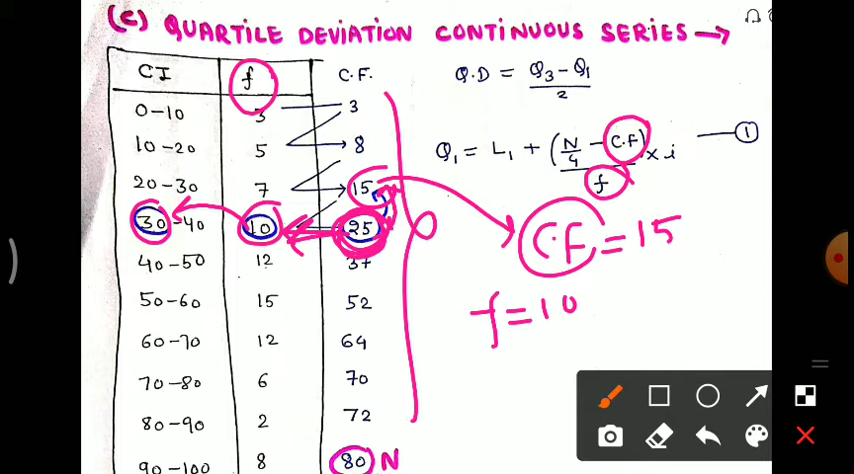 (C) QUARTILE DEVIATION CONTINUOUS SERIES →
CI f C.F.
0-10 3 3
10-20 5 8
20-30 7 15
30-40 10 25
40-50 12 37
50-60 15 52
60-70 12 64
70-80 6 70
80-90 2 72
90-100 8 80 N
Q.D = Q3-Q1 / 2
Q1 = L1 + (N/4 - C.F) / f × i — ①
C.F = 15
f = 10